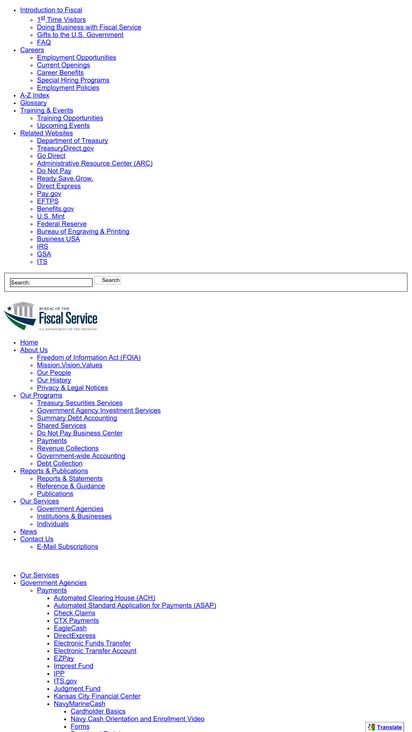 Introduction to Fiscal
1st Time Visitors
Doing Business with Fiscal Service
Gifts to the U.S. Government
FAQ
Careers
Employment Opportunities
Current Openings
Career Benefits
Special Hiring Programs
Employment Policies
A-Z Index
Glossary
Training & Events
Training Opportunities
Upcoming Events
Related Websites
Department of Treasury
TreasuryDirect.gov
Go Direct
Administrative Resource Center (ARC)
Do Not Pay
Ready.Save.Grow.
Direct Express
Pay.gov
EFTPS
Benefits.gov
U.S. Mint
Federal Reserve
Bureau of Engraving & Printing
Business USA
IRS
GSA
ITS
Search: Search
BUREAU OF THE
Fiscal Service
U.S. DEPARTMENT OF THE TREASURY
Home
About Us
Freedom of Information Act (FOIA)
Mission,Vision,Values
Our People
Our History
Privacy & Legal Notices
Our Programs
Treasury Securities Services
Government Agency Investment Services
Summary Debt Accounting
Shared Services
Do Not Pay Business Center
Payments
Revenue Collections
Government-wide Accounting
Debt Collection
Reports & Publications
Reports & Statements
Reference & Guidance
Publications
Our Services
Government Agencies
Institutions & Businesses
Individuals
News
Contact Us
E-Mail Subscriptions
Our Services
Government Agencies
Payments
Automated Clearing House (ACH)
Automated Standard Application for Payments (ASAP)
Check Claims
CTX Payments
EagleCash
DirectExpress
Electronic Funds Transfer
Electronic Transfer Account
EZPay
Imprest Fund
IPP
ITS.gov
Judgment Fund
Kansas City Financial Center
NavyMarineCash
Cardholder Basics
Navy Cash Orientation and Enrollment Video
Forms
Translate